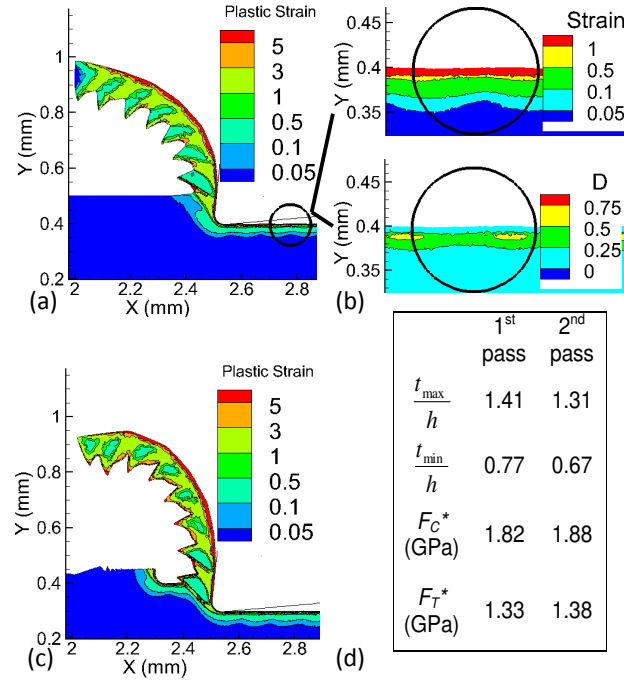 (a)
Plastic Strain
5
3
1
0.5
0.1
0.05
Y (mm)
1
0.8
0.6
0.4
0.2
2
2.2
2.4
2.6
2.8
X (mm)
(b)
Strain
1
0.5
0.1
0.05
Y (mm)
0.45
0.4
0.35
D
0.75
0.5
0.25
0
Y (mm)
0.45
0.4
0.35
(c)
Plastic Strain
5
3
1
0.5
0.1
0.05
Y (mm)
1
0.8
0.6
0.4
0.2
2
2.2
2.4
2.6
2.8
X (mm)
(d)
1st pass 2nd pass
tmax/h 1.41 1.31
tmin/h 0.77 0.67
FC* (GPa) 1.82 1.88
FT* (GPa) 1.33 1.38